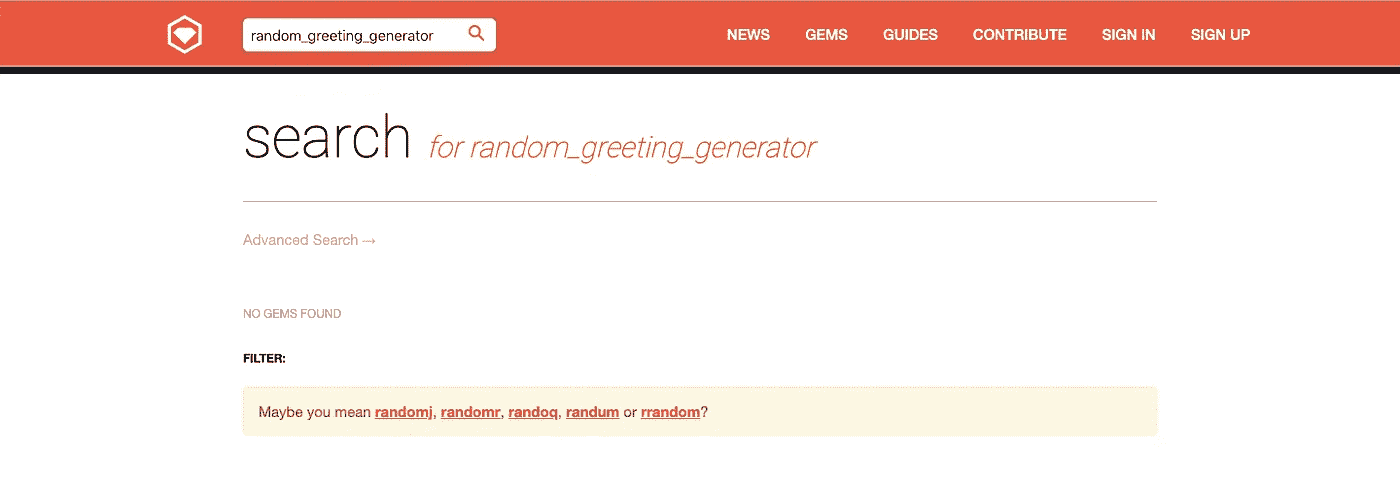 random_greeting_generator NEWS GEMS GUIDES CONTRIBUTE SIGN IN SIGN UP
search for random_greeting_generator
Advanced Search →
NO GEMS FOUND
FILTER:
Maybe you mean randomj, randomr, randoq, randum or rrandom?